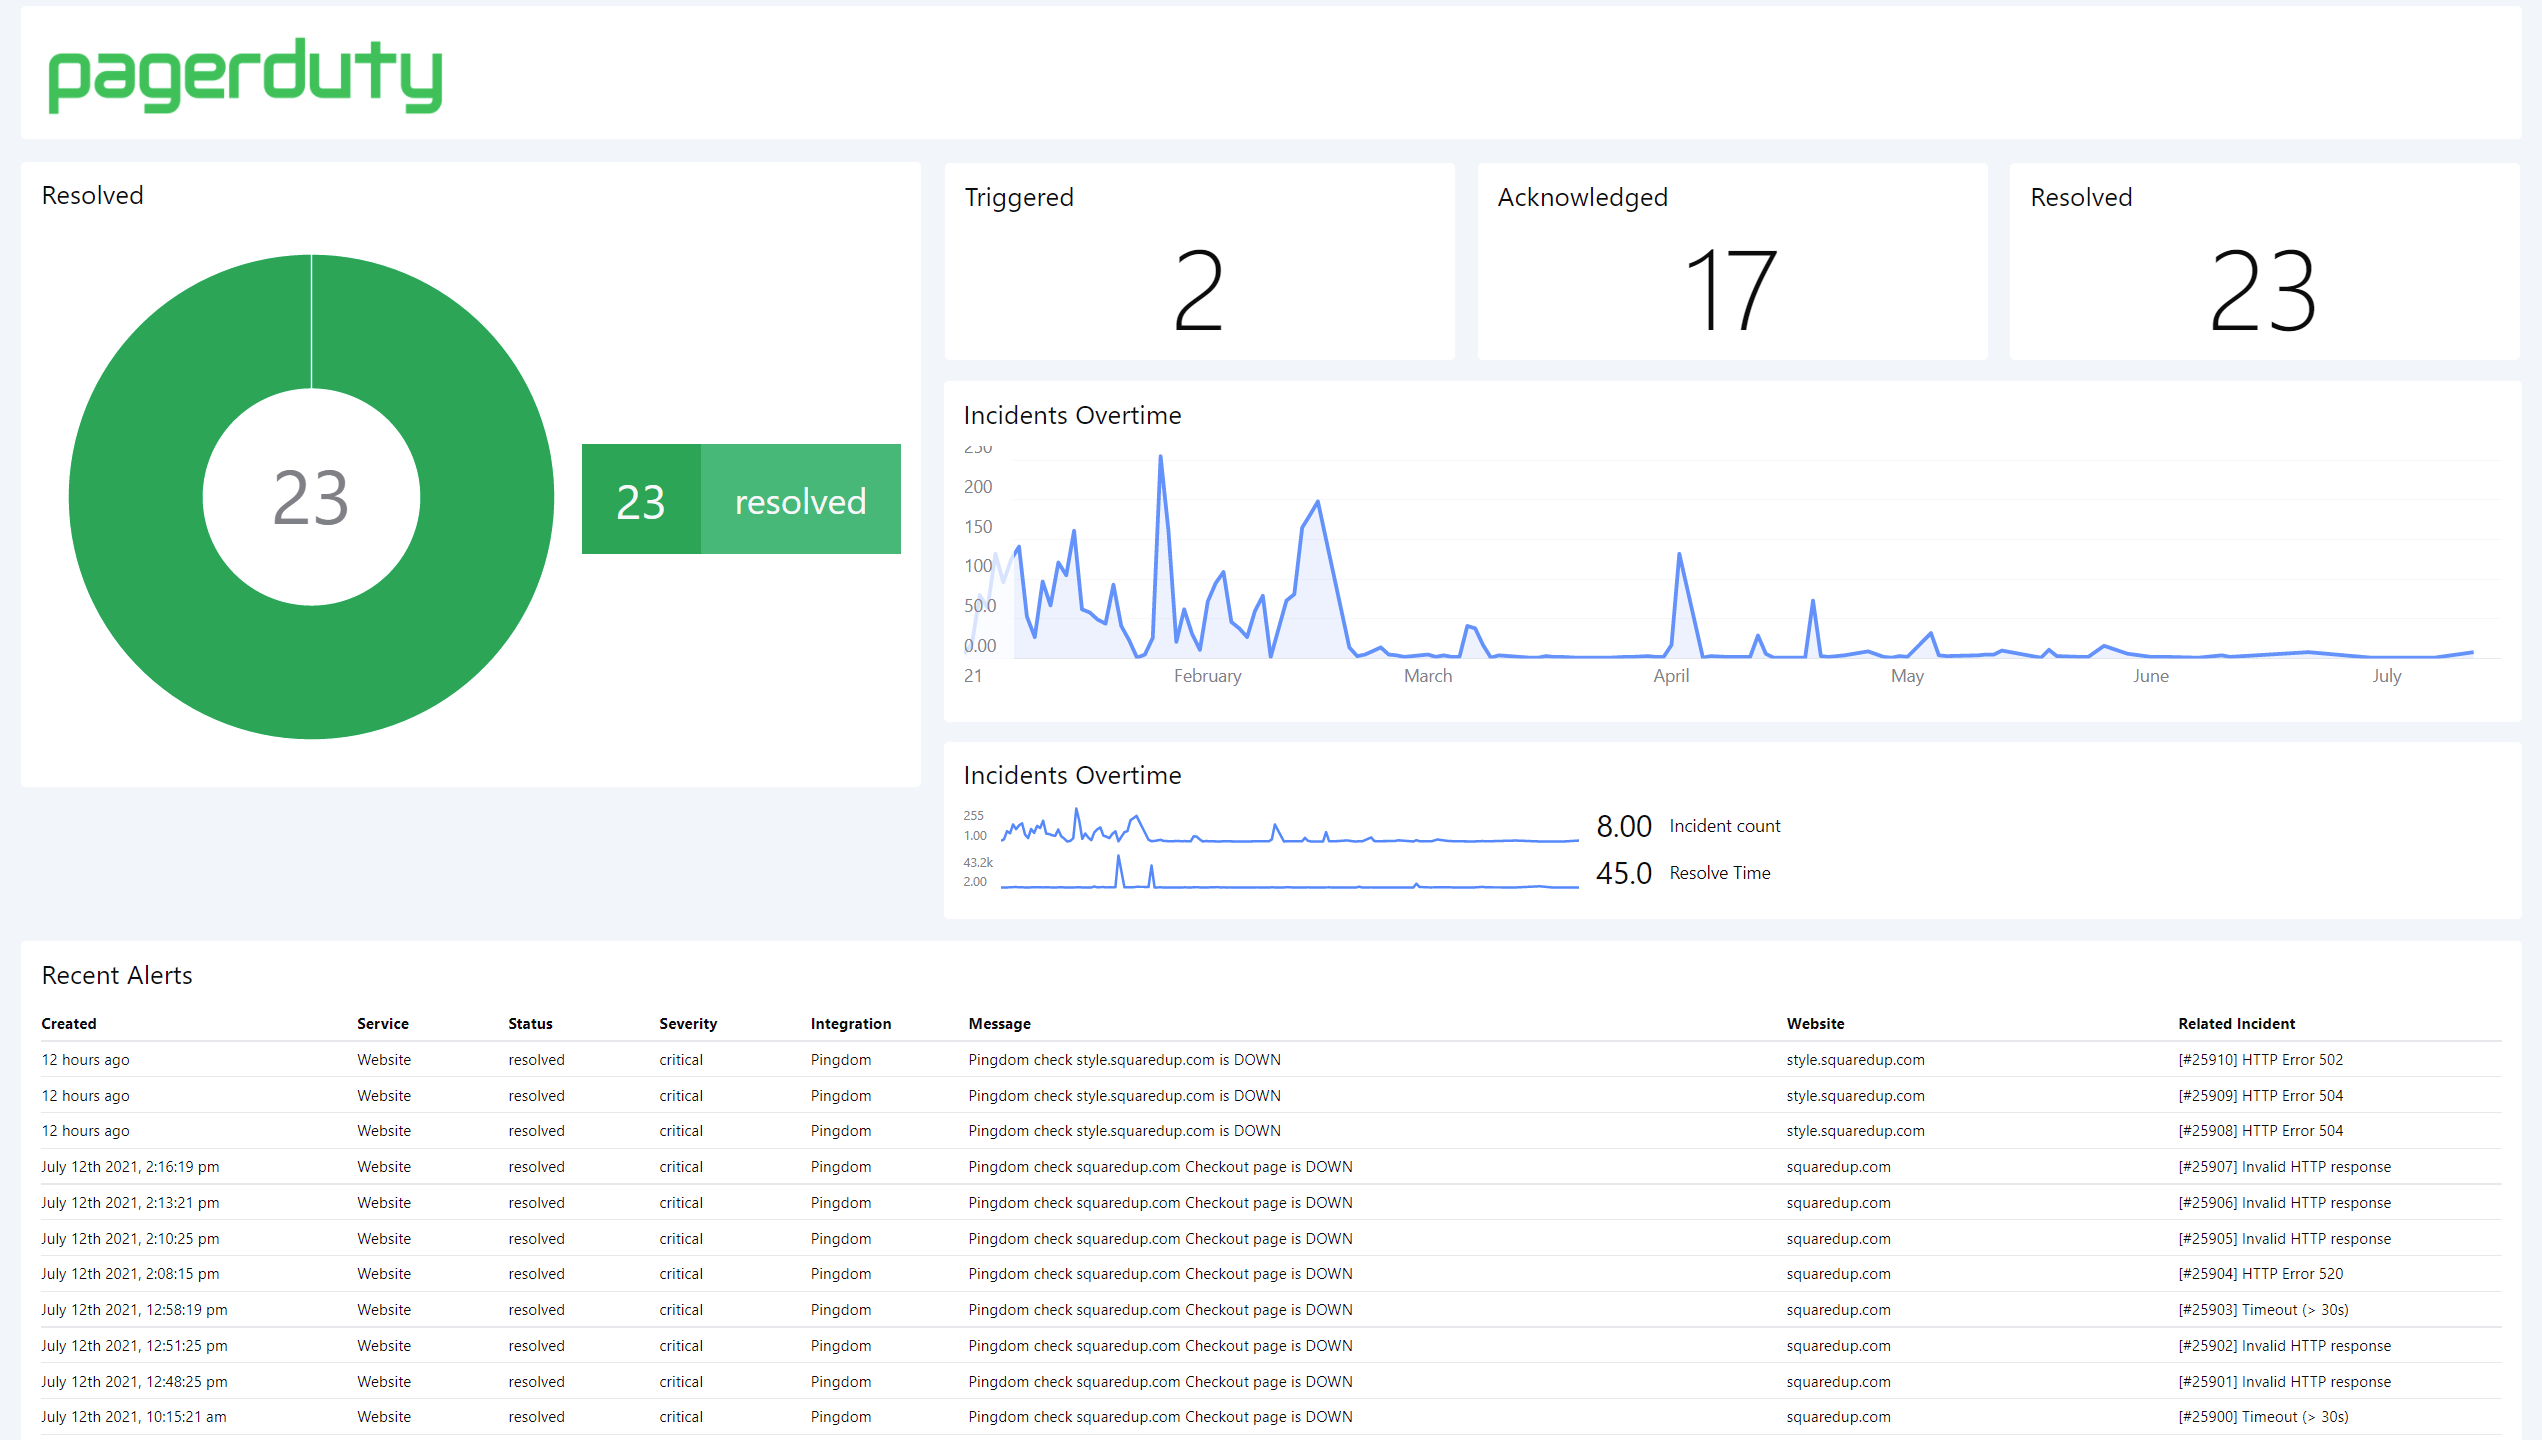 pagerduty
Resolved
23
23 resolved
Triggered
2
Acknowledged
17
Resolved
23
Incidents Overtime
250
200
150
100
50.0
0.00
21 February March April May June July
Incidents Overtime
255
1.00
8.00 Incident count
43.2k
2.00
45.0 Resolve Time
Recent Alerts
Created Service Status Severity Integration Message Website Related Incident
12 hours ago Website resolved critical Pingdom Pingdom check style.squaredup.com is DOWN style.squaredup.com [#25910] HTTP Error 502
12 hours ago Website resolved critical Pingdom Pingdom check style.squaredup.com is DOWN style.squaredup.com [#25909] HTTP Error 504
12 hours ago Website resolved critical Pingdom Pingdom check style.squaredup.com is DOWN style.squaredup.com [#25908] HTTP Error 504
July 12th 2021, 2:16:19 pm Website resolved critical Pingdom Pingdom check squaredup.com Checkout page is DOWN squaredup.com [#25907] Invalid HTTP response
July 12th 2021, 2:13:21 pm Website resolved critical Pingdom Pingdom check squaredup.com Checkout page is DOWN squaredup.com [#25906] Invalid HTTP response
July 12th 2021, 2:10:25 pm Website resolved critical Pingdom Pingdom check squaredup.com Checkout page is DOWN squaredup.com [#25905] Invalid HTTP response
July 12th 2021, 2:08:15 pm Website resolved critical Pingdom Pingdom check squaredup.com Checkout page is DOWN squaredup.com [#25904] HTTP Error 520
July 12th 2021, 12:58:19 pm Website resolved critical Pingdom Pingdom check squaredup.com Checkout page is DOWN squaredup.com [#25903] Timeout (> 30s)
July 12th 2021, 12:51:25 pm Website resolved critical Pingdom Pingdom check squaredup.com Checkout page is DOWN squaredup.com [#25902] Invalid HTTP response
July 12th 2021, 12:48:25 pm Website resolved critical Pingdom Pingdom check squaredup.com Checkout page is DOWN squaredup.com [#25901] Invalid HTTP response
July 12th 2021, 10:15:21 am Website resolved critical Pingdom Pingdom check squaredup.com Checkout page is DOWN squaredup.com [#25900] Timeout (> 30s)